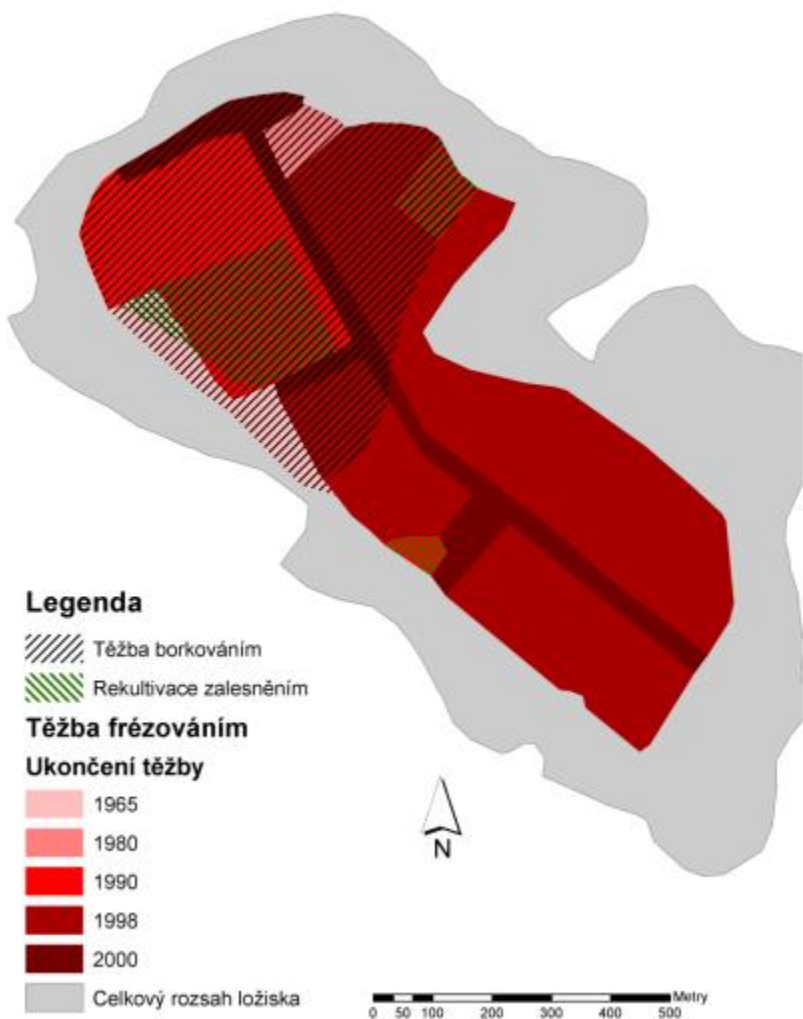 Legenda
Těžba borkováním
Rekultivace zalesněním
Těžba frézováním
Ukončení těžby
1965
1980
1990
1998
2000
Celkový rozsah ložiska
N
Metry
0 50 100 200 300 400 500